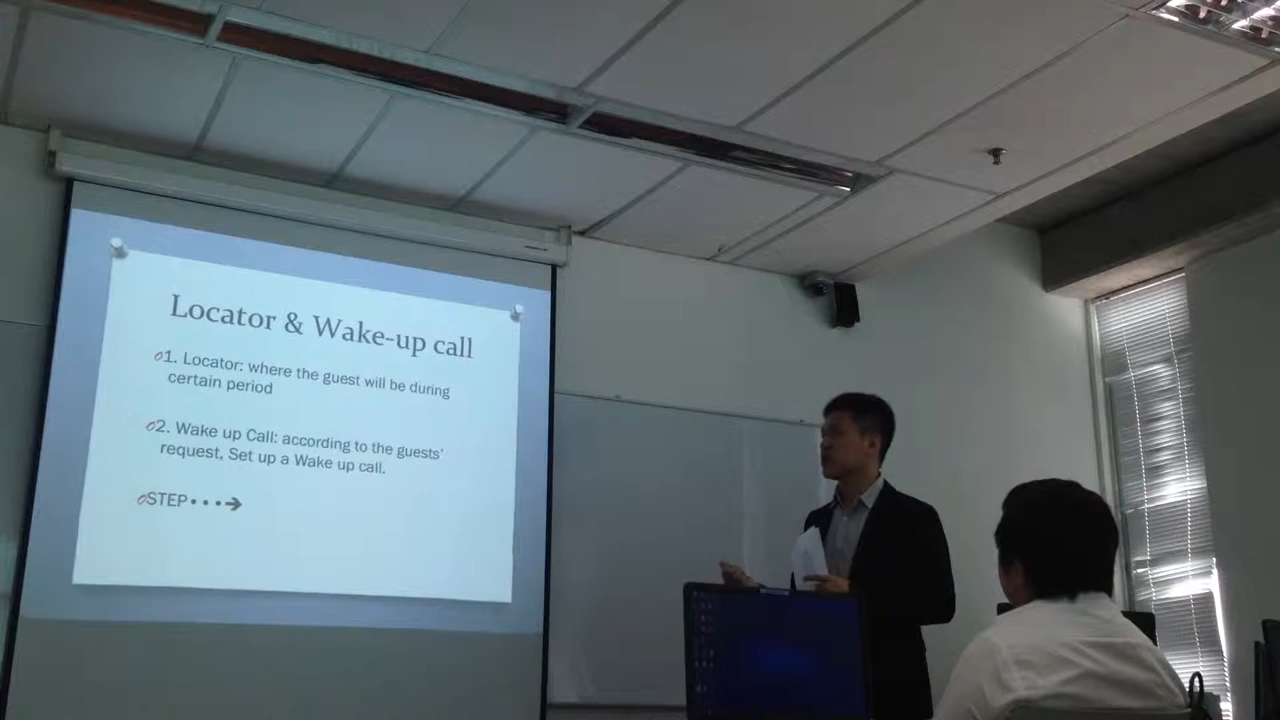 Locator & Wake-up call
1. Locator: where the guest will be during
certain period
2. Wake up Call: according to the guests'
request, Set up a Wake up call.
STEP•••➔